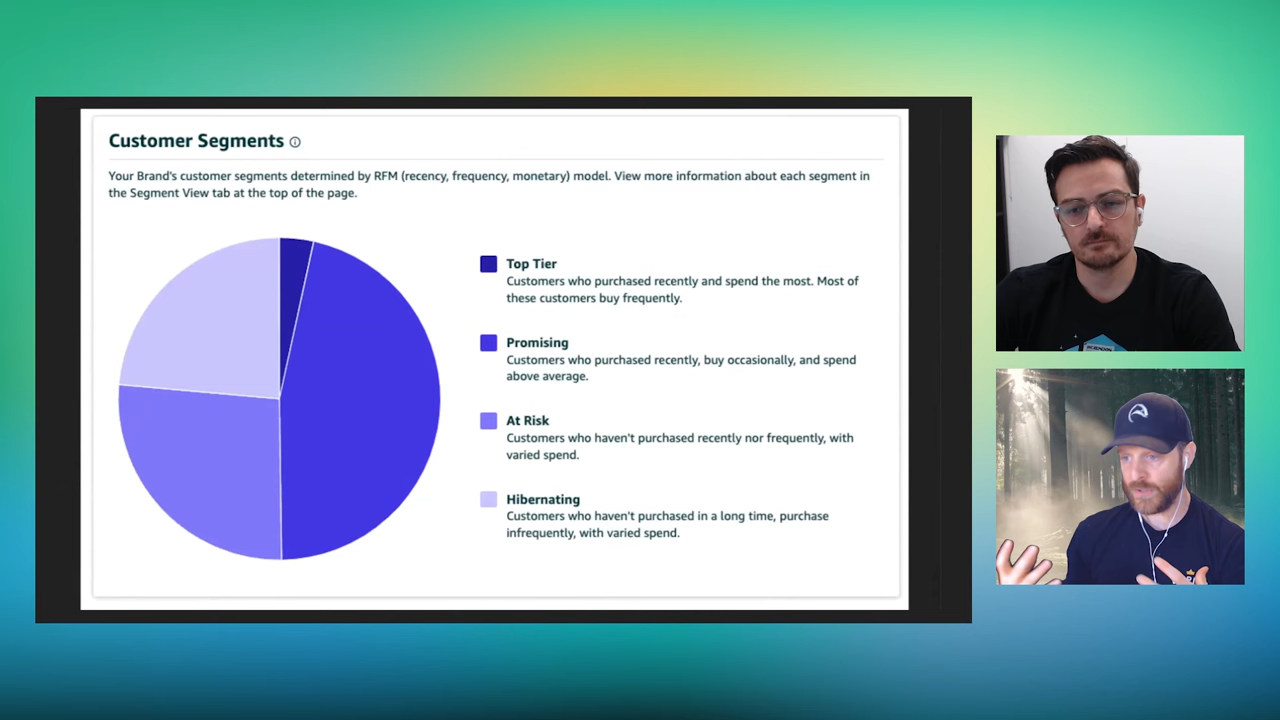 Customer Segments
Your Brand's customer segments determined by RFM (recency, frequency, monetary) model. View more information about each segment in
the Segment View tab at the top of the page.
Top Tier
Customers who purchased recently and spend the most. Most of
these customers buy frequently.
Promising
Customers who purchased recently, buy occasionally, and spend
above average.
At Risk
Customers who haven't purchased recently nor frequently, with
varied spend.
Hibernating
Customers who haven't purchased in a long time, purchase
infrequently, with varied spend.